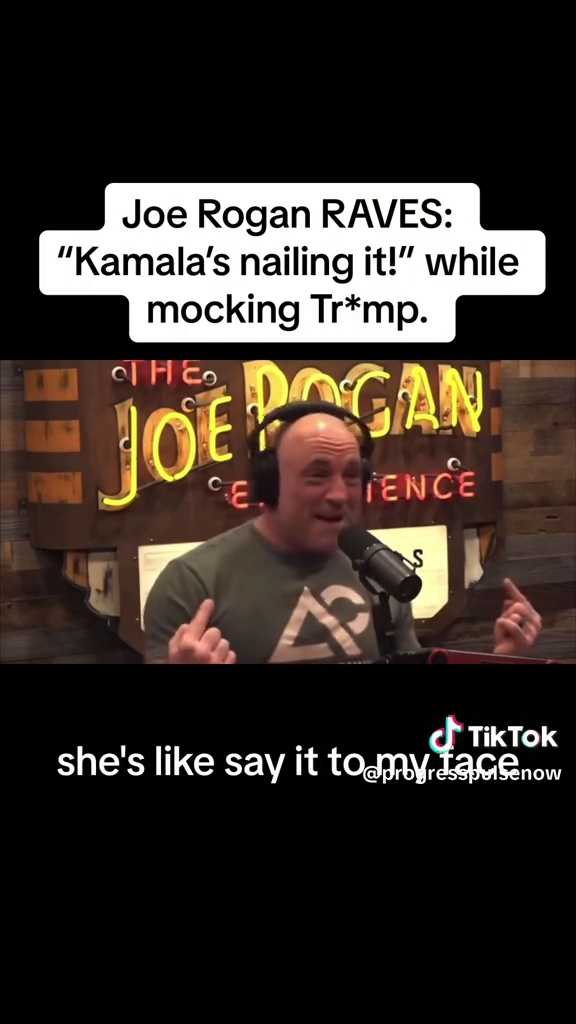 Joe Rogan RAVES:
“Kamala’s nailing it!” while
mocking Tr*mp.
THE
JOE ROGAN
TikTok
she's like say it to my face
@progresspulsenow